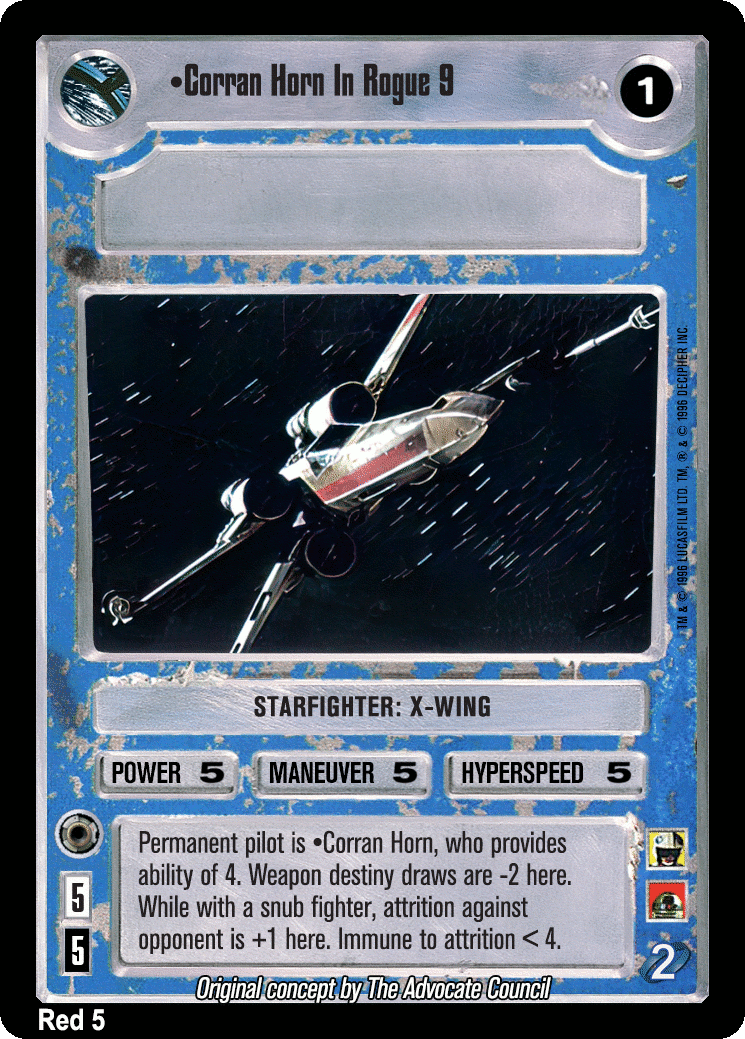 •Corran Horn In Rogue 9
1
TM & © 1996 LUCASFILM LTD. TM, ® & © 1996 DECIPHER INC.
STARFIGHTER: X-WING
POWER 5 MANEUVER 5 HYPERSPEED 5
Permanent pilot is •Corran Horn, who provides
ability of 4. Weapon destiny draws are -2 here.
While with a snub fighter, attrition against
opponent is +1 here. Immune to attrition < 4.
5
5
2
Original concept by The Advocate Council
Red 5